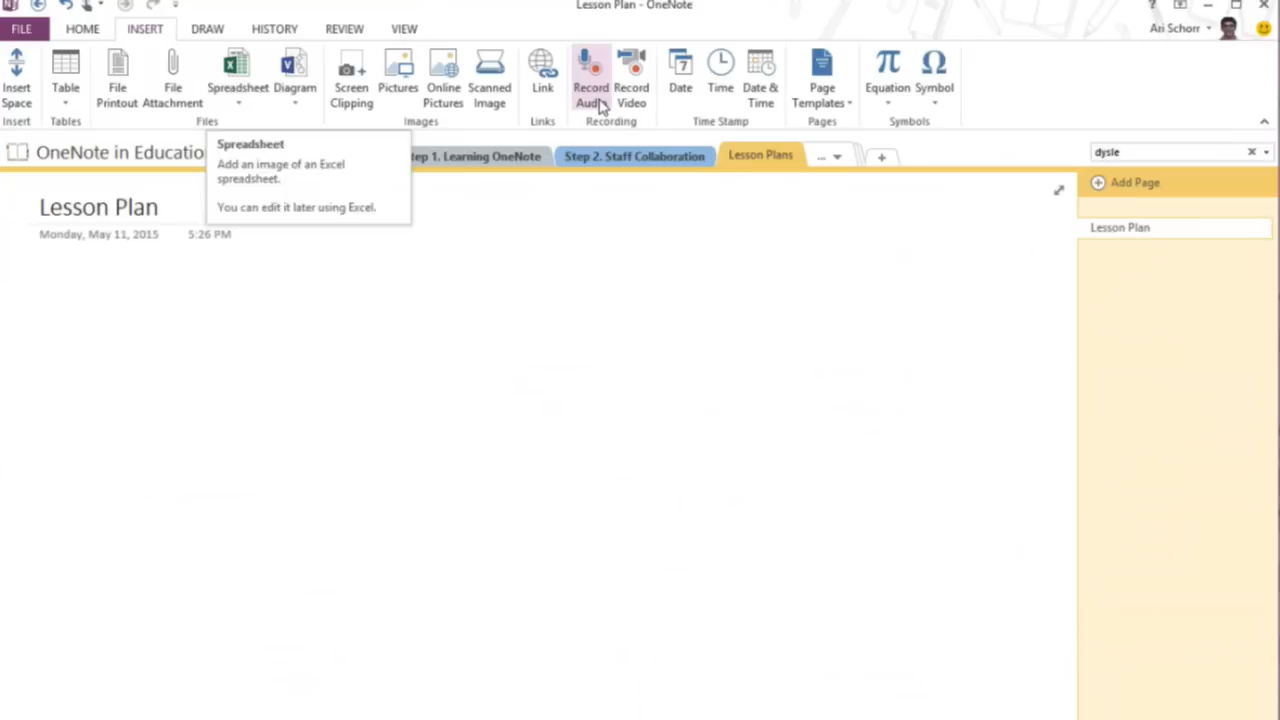 Lesson Plan - OneNote
?
FILE HOME INSERT DRAW HISTORY REVIEW VIEW
Ari Schorr
Insert Space
Table
File Printout
File Attachment
Spreadsheet
Diagram
Screen Clipping
Pictures
Online Pictures
Scanned Image
Link
Record Audio
Record Video
Date
Time
Date & Time
Page Templates
Equation
Symbol
Insert Tables Files Images Links Recording Time Stamp Pages Symbols
OneNote in Educatio
tep 1. Learning OneNote
Step 2. Staff Collaboration
Lesson Plans
...
dysle
Spreadsheet
Add an image of an Excel
spreadsheet.
You can edit it later using Excel.
Add Page
Lesson Plan
Monday, May 11, 2015 5:26 PM
Lesson Plan